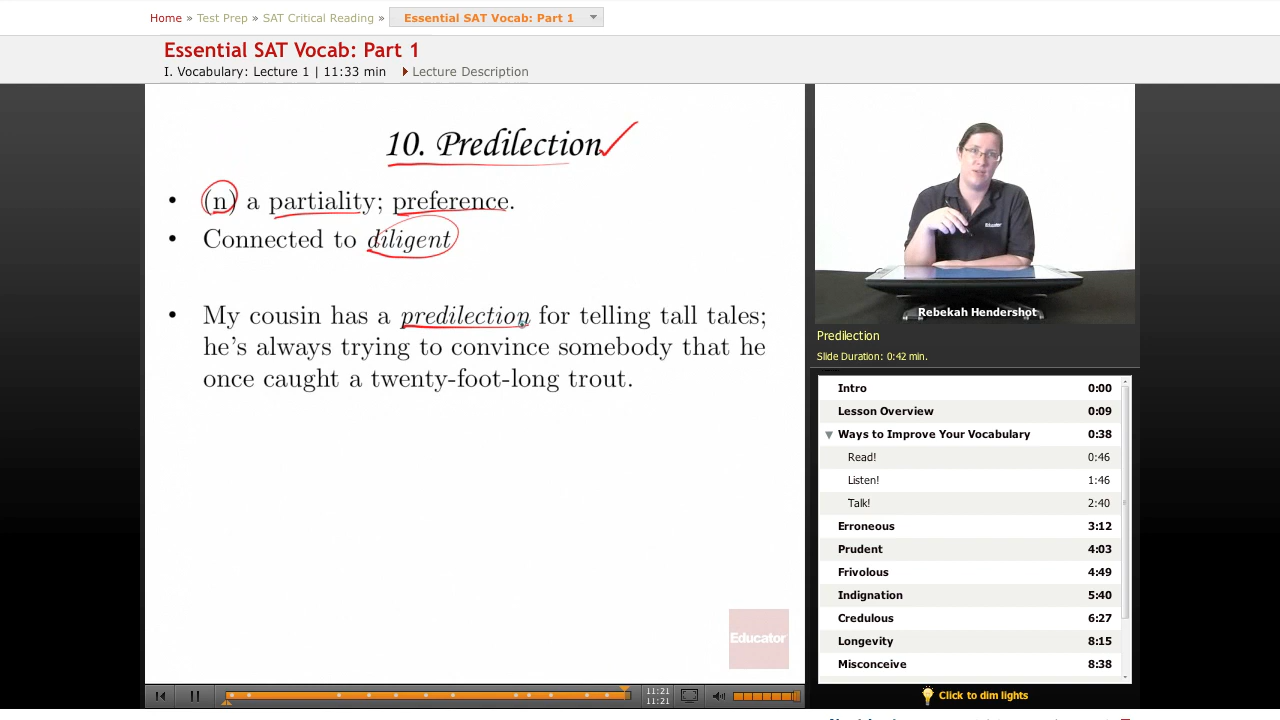 Home » Test Prep » SAT Critical Reading » Essential SAT Vocab: Part 1
Essential SAT Vocab: Part 1
I. Vocabulary: Lecture 1 | 11:33 min Lecture Description
10. Predilection
• (n) a partiality; preference.
• Connected to diligent
• My cousin has a predilection for telling tall tales;
he's always trying to convince somebody that he
once caught a twenty-foot-long trout.
Educator
Educator
Rebekah Hendershot
Predilection
Slide Duration: 0:42 min.
Intro 0:00
Lesson Overview 0:09
Ways to Improve Your Vocabulary 0:38
Read! 0:46
Listen! 1:46
Talk! 2:40
Erroneous 3:12
Prudent 4:03
Frivolous 4:49
Indignation 5:40
Credulous 6:27
Longevity 8:15
Misconceive 8:38
11:21
11:21
Click to dim lights